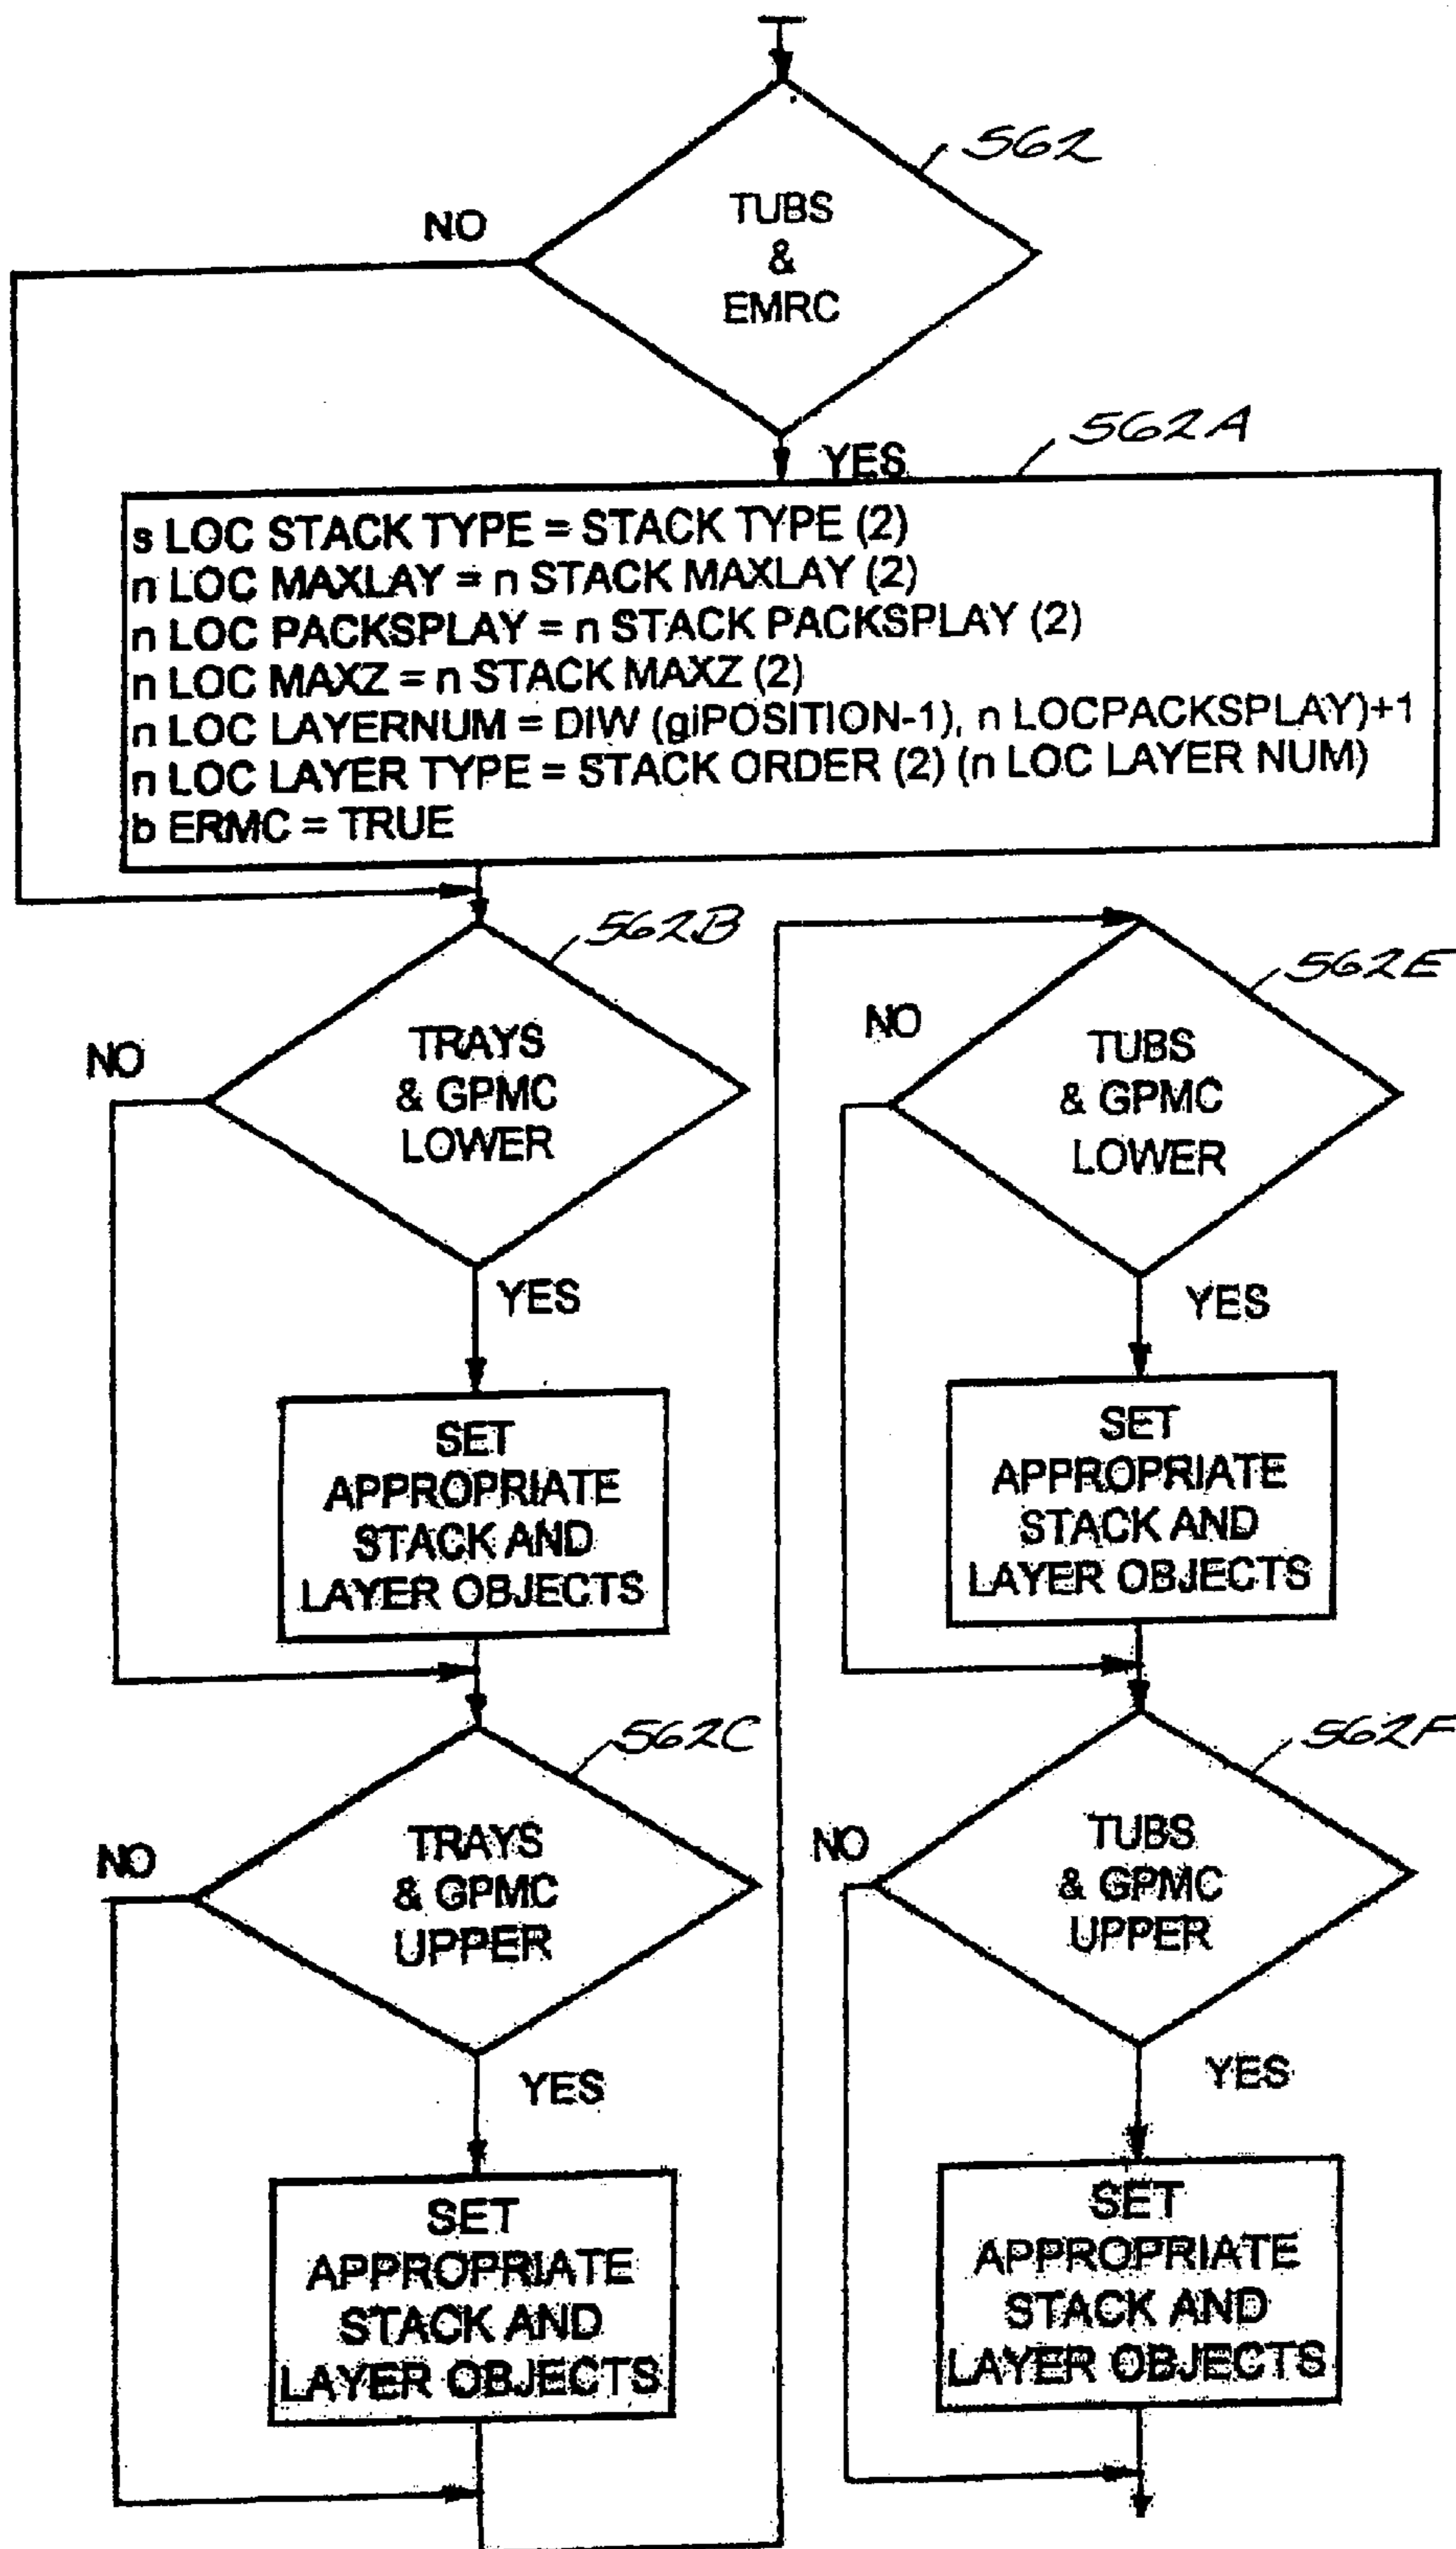 562
TUBS
&
EMRC
NO
YES
562A
s LOC STACK TYPE = STACK TYPE (2)
n LOC MAXLAY = n STACK MAXLAY (2)
n LOC PACKSPLAY = n STACK PACKSPLAY (2)
n LOC MAXZ = n STACK MAXZ (2)
n LOC LAYERNUM = DIW (giPOSITION-1), n LOCPACKSPLAY)+1
n LOC LAYER TYPE = STACK ORDER (2) (n LOC LAYER NUM)
b ERMC = TRUE
562B
TRAYS
& GPMC
LOWER
NO
YES
SET
APPROPRIATE
STACK AND
LAYER OBJECTS
562C
TRAYS
& GPMC
UPPER
NO
YES
SET
APPROPRIATE
STACK AND
LAYER OBJECTS
562E
TUBS
& GPMC
LOWER
NO
YES
SET
APPROPRIATE
STACK AND
LAYER OBJECTS
562F
TUBS
& GPMC
UPPER
NO
YES
SET
APPROPRIATE
STACK AND
LAYER OBJECTS